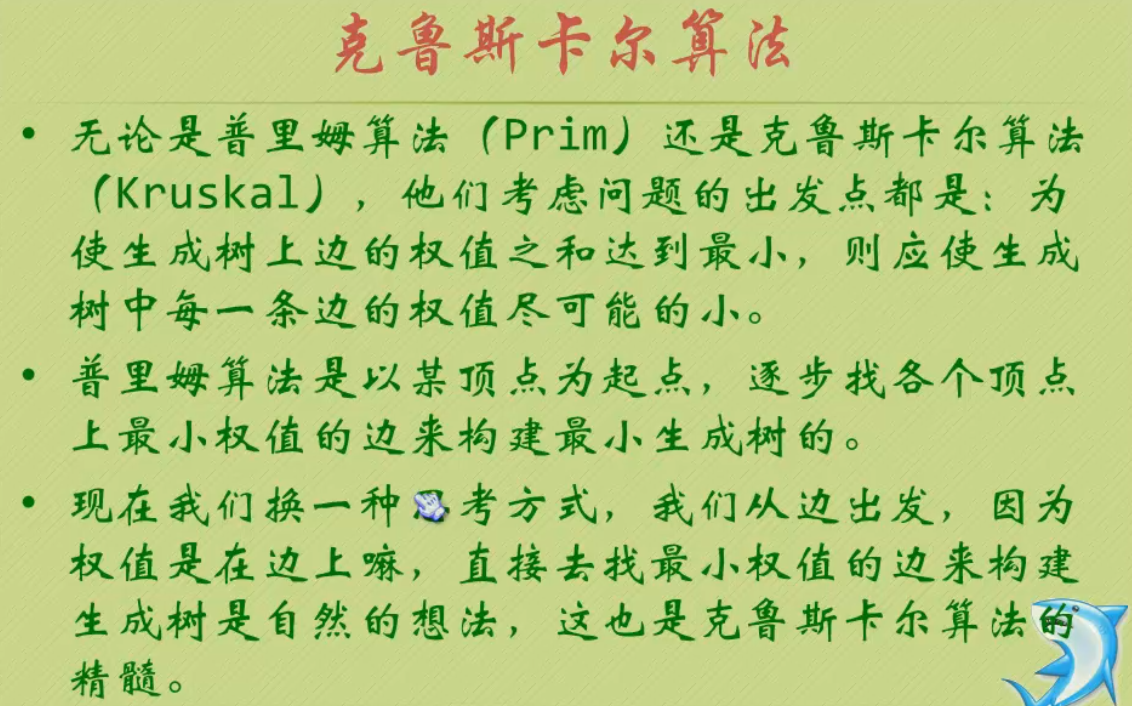 克鲁斯卡尔算法
• 无论是普里姆算法（Prim）还是克鲁斯卡尔算法
（Kruskal），他们考虑问题的出发点都是：为
使生成树上边的权值之和达到最小，则应使生成
树中每一条边的权值尽可能的小。
• 普里姆算法是以某顶点为起点，逐步找各个顶点
上最小权值的边来构建最小生成树的。
• 现在我们换一种思考方式，我们从边出发，因为
权值是在边上嘛，直接去找最小权值的边来构建
生成树是自然的想法，这也是克鲁斯卡尔算法的
精髓。